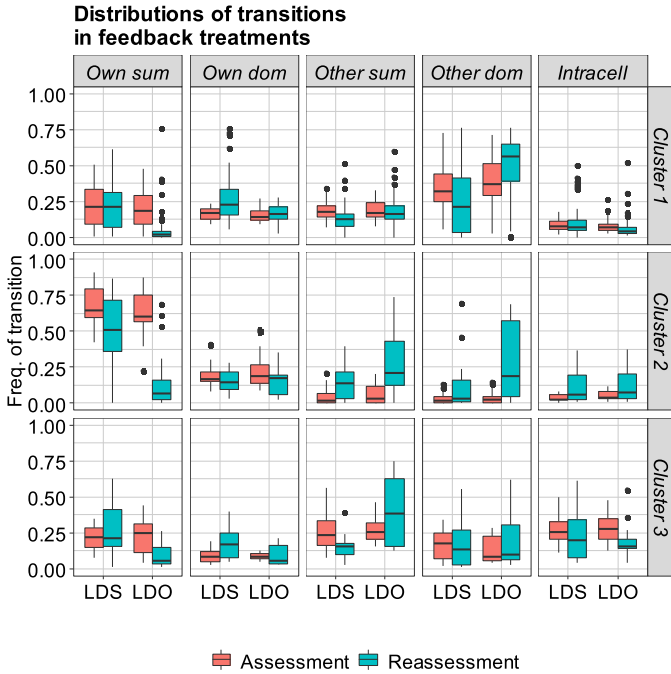 Distributions of transitions
in feedback treatments
Own sum Own dom Other sum Other dom Intracell
Freq. of transition
1.00
0.75
0.50
0.25
0.00
Cluster 1
1.00
0.75
0.50
0.25
0.00
Cluster 2
1.00
0.75
0.50
0.25
0.00
Cluster 3
LDS LDO LDS LDO LDS LDO LDS LDO LDS LDO
Assessment Reassessment